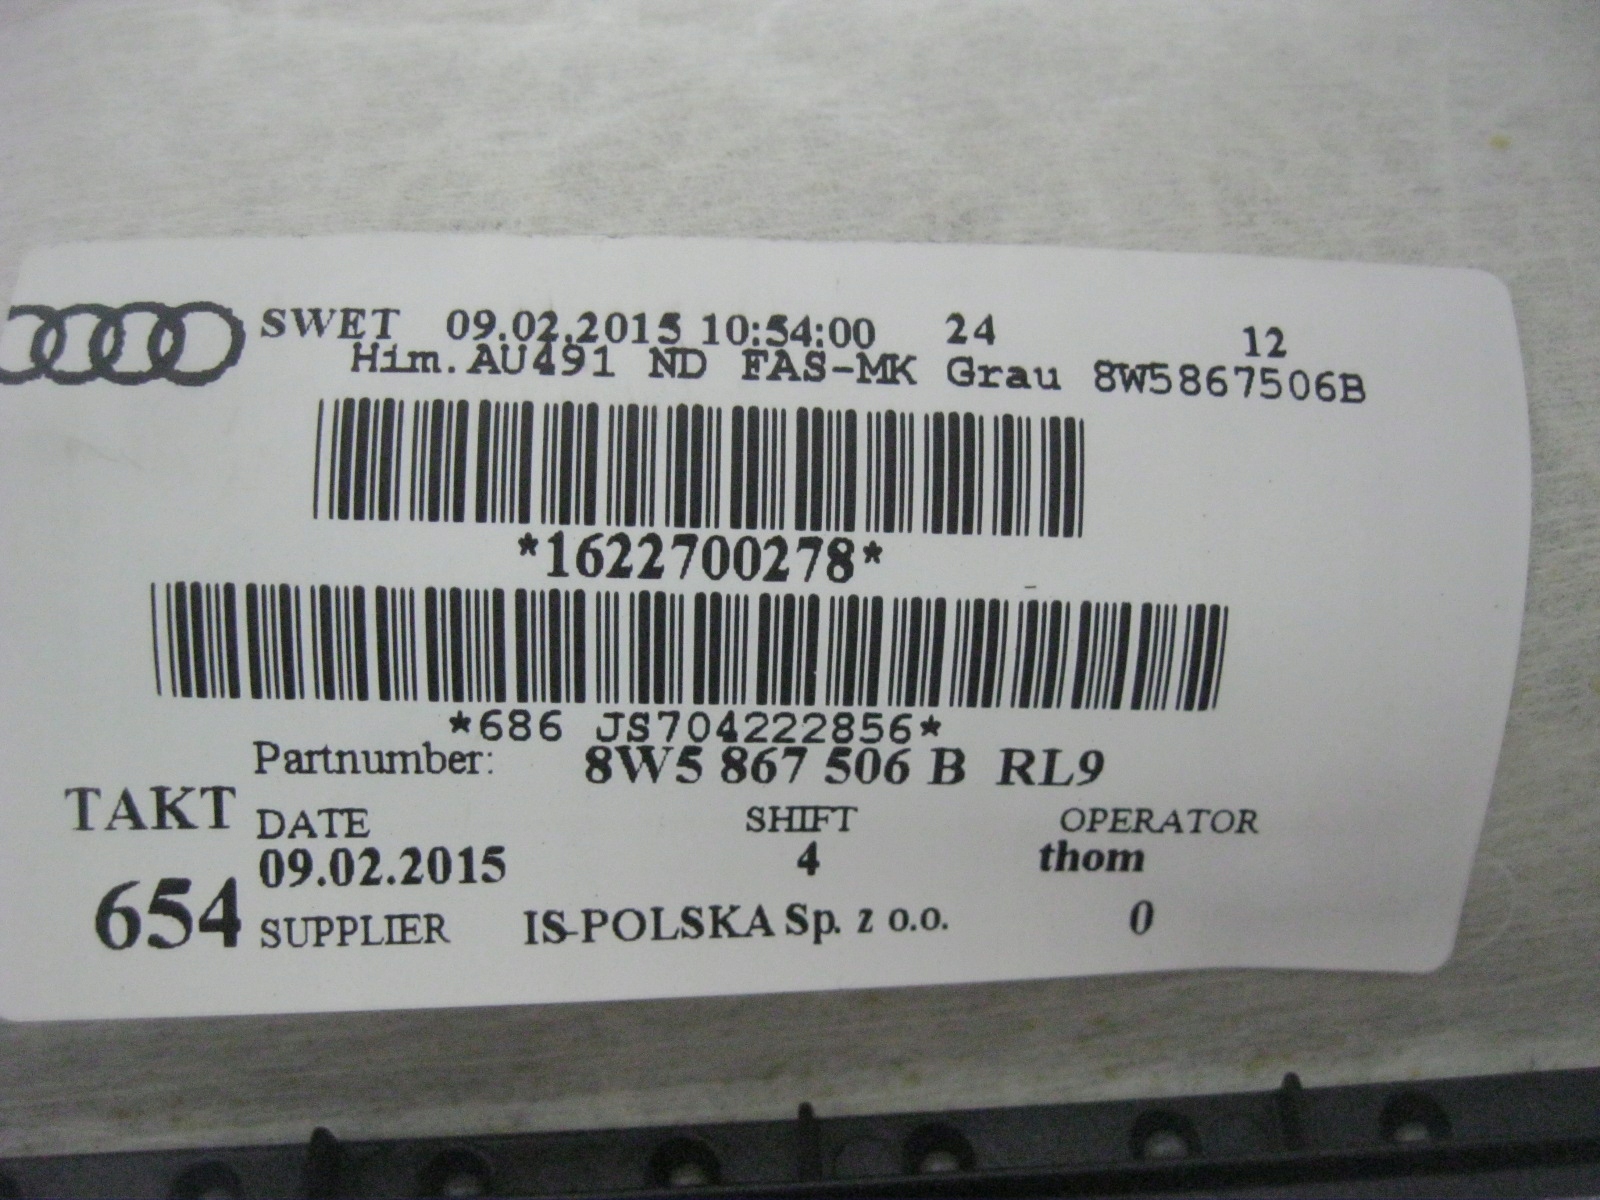 SWET 09.02.2015 10:54:00 24 12
Him.AU491 ND FAS-MK Grau 8W5867506B
*1622700278*
*686 JS704222856*
Partnumber: 8W5 867 506 B RL9
TAKT
DATE SHIFT OPERATOR
09.02.2015 4 thom
654
SUPPLIER IS-POLSKA Sp. z o.o. 0